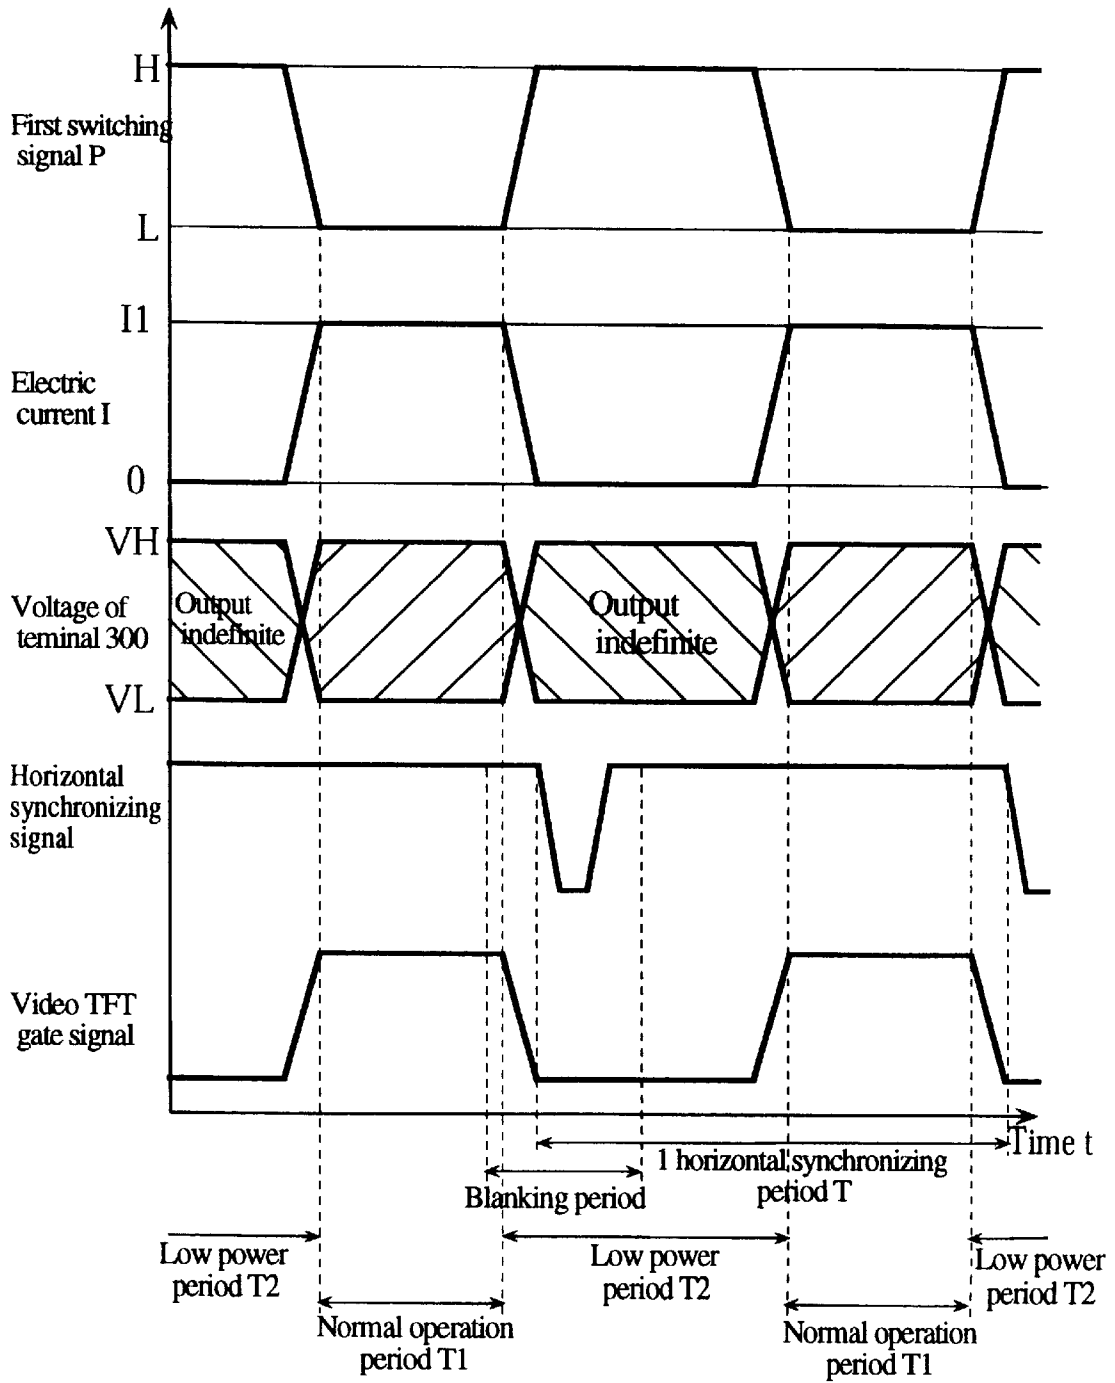 H
First switching
signal P
L
I1
Electric
current I
0
VH
Output
indefinite
Output
indefinite
Voltage of
teminal 300
VL
Horizontal
synchronizing
signal
Video TFT
gate signal
Time t
1 horizontal synchronizing
period T
Blanking period
Low power
period T2
Low power
period T2
Low power
period T2
Normal operation
period T1
Normal operation
period T1